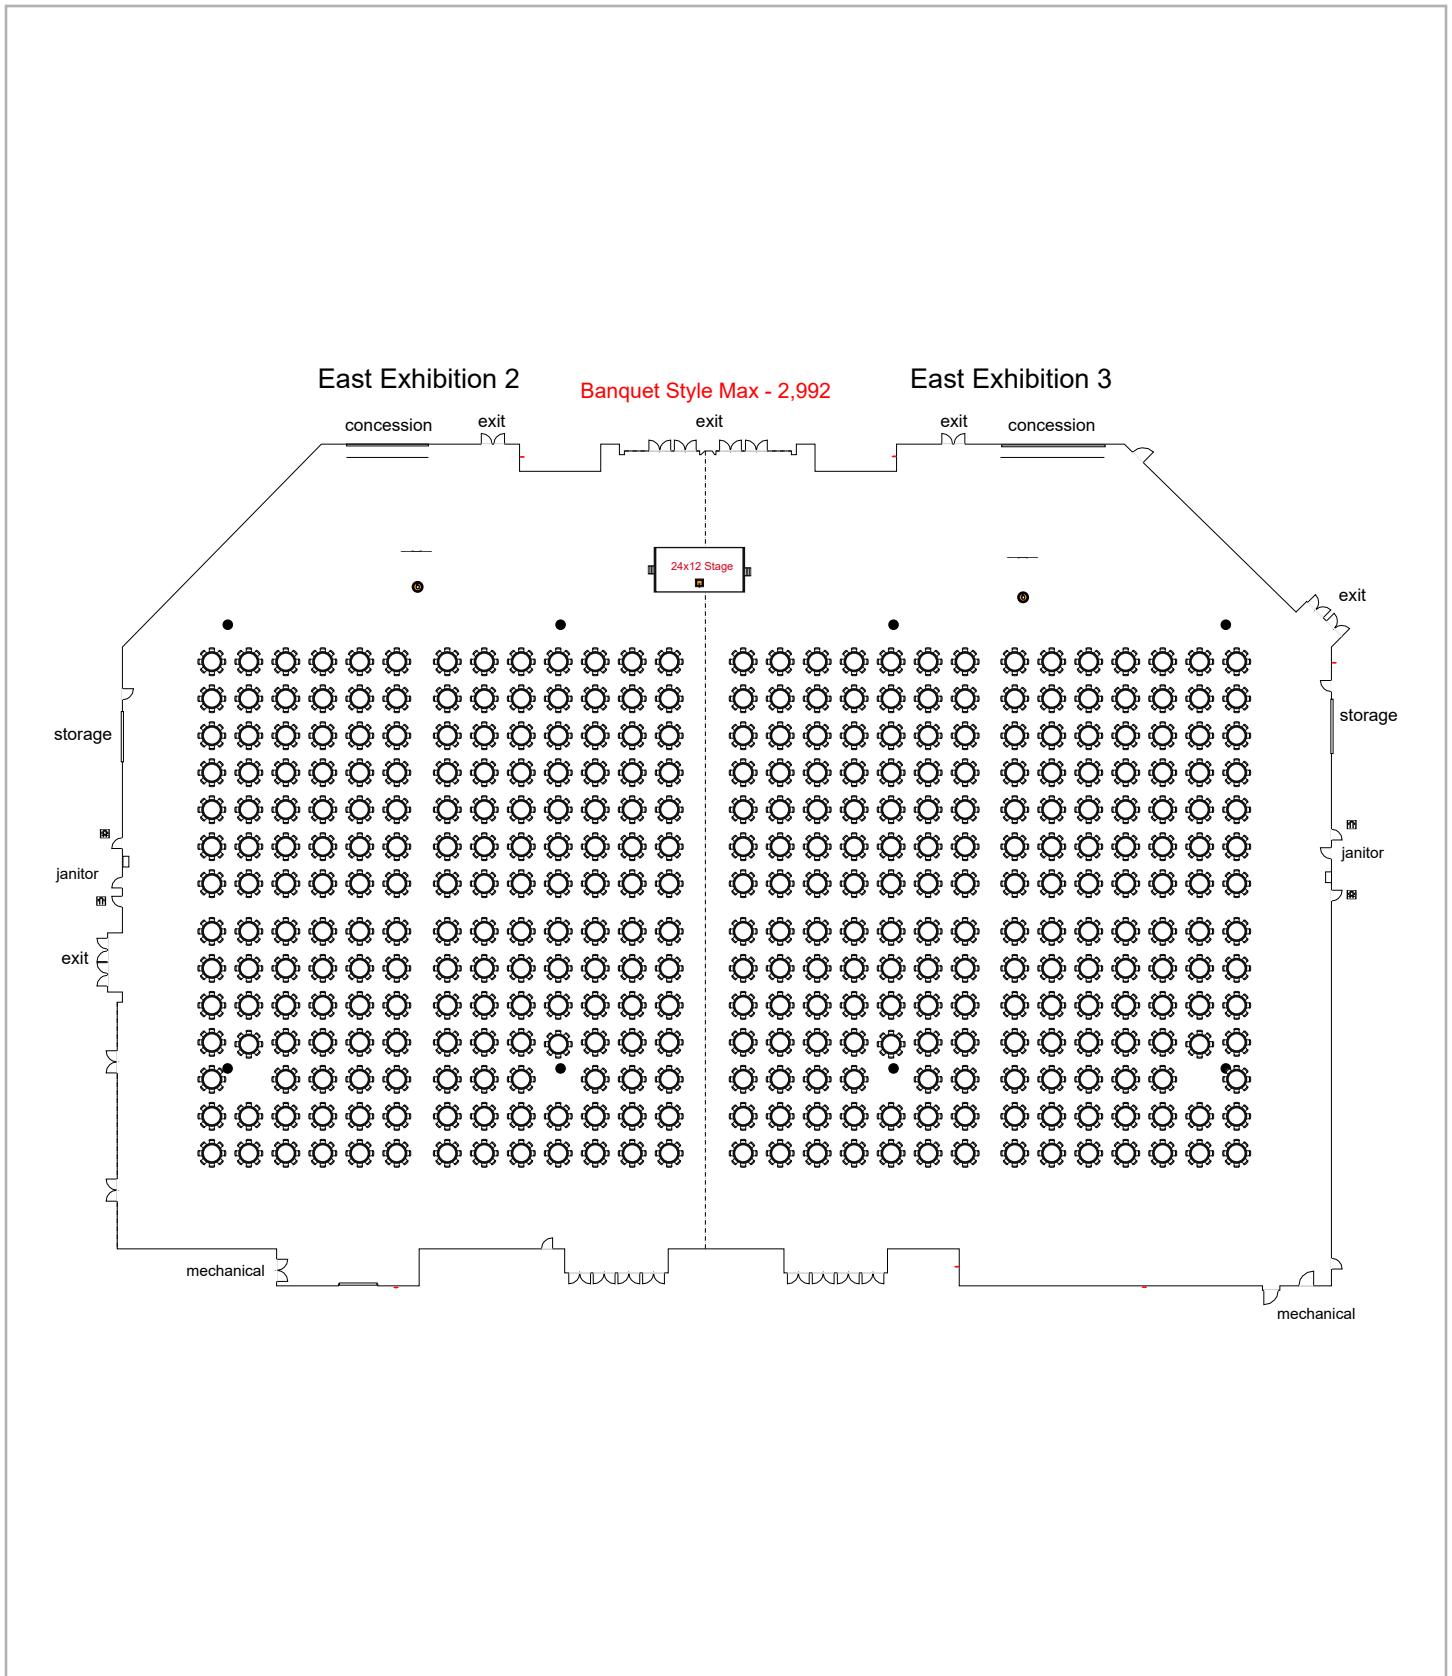 East Exhibition 2
East Exhibition 3
Banquet Style Max - 2,992
concession
exit
exit
exit
concession
24x12 Stage
exit
storage
storage
janitor
janitor
exit
mechanical
mechanical